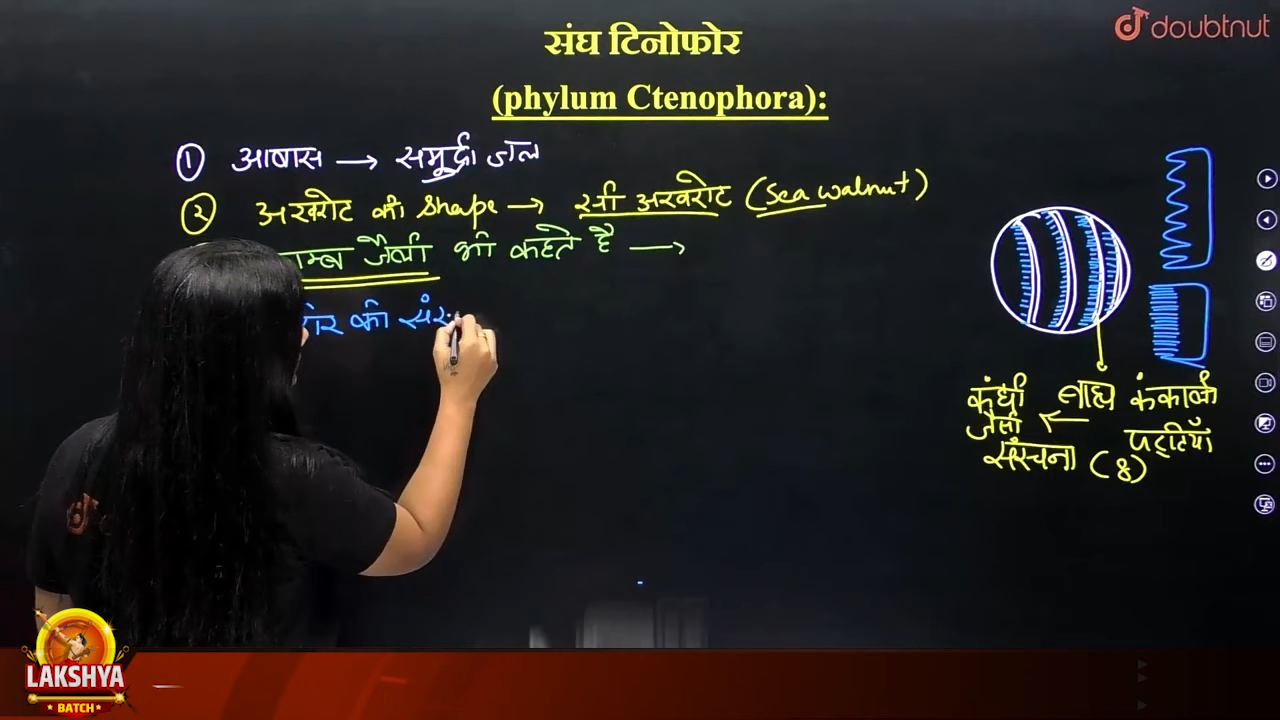 doubtnut
संघ टिनोफोर
(phylum Ctenophora):
① आवास → समुद्री जल
② अखरोट की Shape → स्त्री अखरोट (Sea walnut)
जैली भी कहते है →
की
कंघी जैसी संरचना ← बाह्य कंकाली पट्टियाँ (8)
LAKSHYA
BATCH